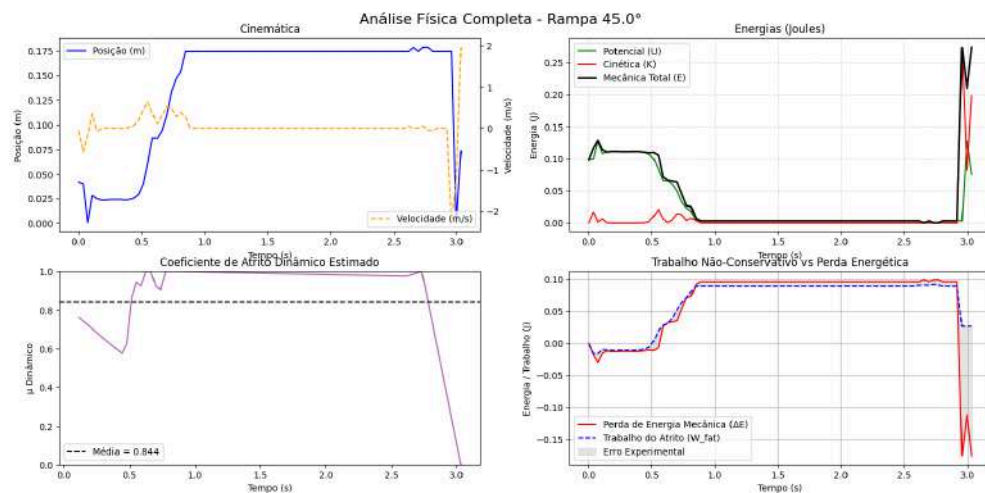 Análise Física Completa - Rampa 45.0°
Cinemática
Posição (m)
Velocidade (m/s)
Posição (m)
Velocidade (m/s)
0.175
0.150
0.125
0.100
0.075
0.050
0.025
0.000
2
1
0
−1
−2
0.0 0.5 1.0 1.5 2.0 2.5 3.0
Tempo (s)
Energias (Joules)
Potencial (U)
Cinética (K)
Mecânica Total (E)
Energia (J)
0.25
0.20
0.15
0.10
0.05
0.00
0.0 0.5 1.0 1.5 2.0 2.5 3.0
Tempo (s)
Coeficiente de Atrito Dinâmico Estimado
μ Dinâmico
1.0
0.8
0.6
0.4
0.2
0.0
Média = 0.844
0.0 0.5 1.0 1.5 2.0 2.5 3.0
Tempo (s)
Trabalho Não-Conservativo vs Perda Energética
Energia / Trabalho (J)
0.10
0.05
0.00
−0.05
−0.10
−0.15
Perda de Energia Mecânica (ΔE)
Trabalho do Atrito (W_fat)
Erro Experimental
0.0 0.5 1.0 1.5 2.0 2.5 3.0
Tempo (s)